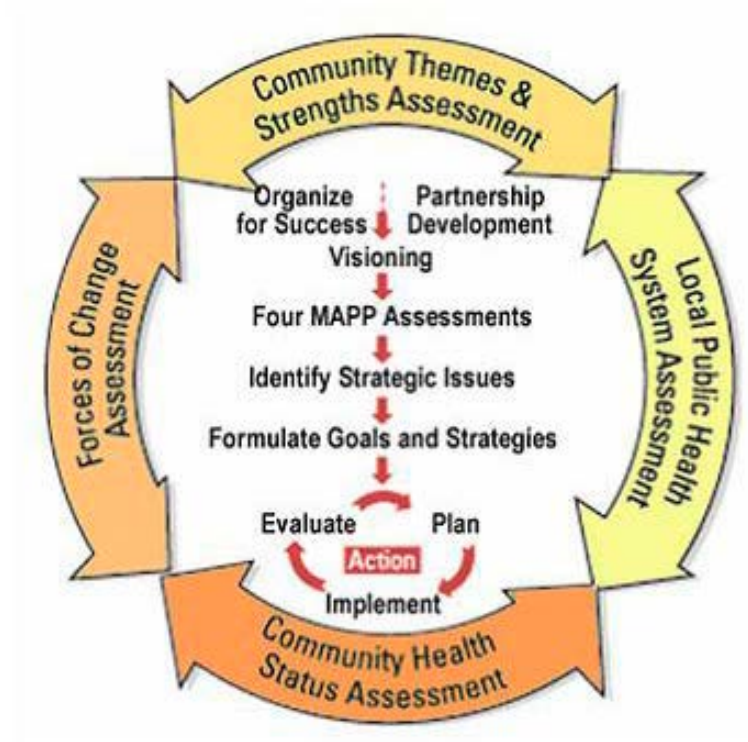 Community Themes &
Strengths Assessment
Organize
for Success
Partnership
Development
Visioning
Four MAPP Assessments
Identify Strategic Issues
Formulate Goals and Strategies
Evaluate
Plan
Action
Implement
Forces of Change
Assessment
Local Public Health
System Assessment
Community Health
Status Assessment